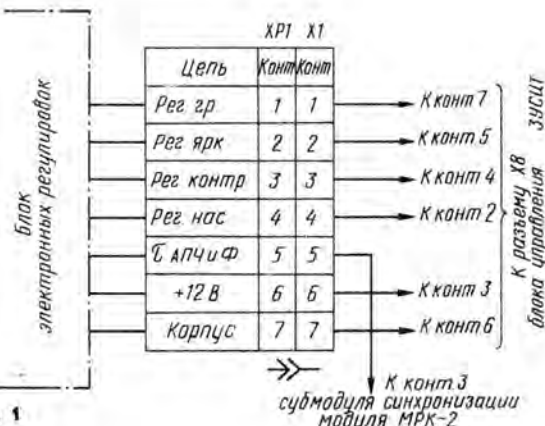 XP1 X1
Цепь Конт Конт
Рег гр. 1 1 К конт 7
Рег ярк 2 2 К конт.5
Рег контр 3 3 К конт 4
Рег нас 4 4 К конт 2
τ АПЧиФ 5 5
+12 В 6 6 К конт 3
Корпус 7 7 К конт 6
Блок
электронных регулировок
К разъему X8 ЗУСЦТ
блока управления
К конт.3
субмодуля синхронизации
модуля МРК-2
1